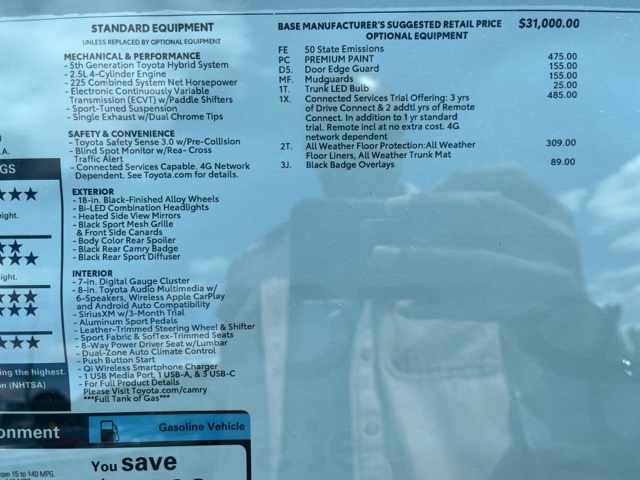 STANDARD EQUIPMENT
UNLESS REPLACED BY OPTIONAL EQUIPMENT
MECHANICAL & PERFORMANCE
- 5th Generation Toyota Hybrid System
- 2.5L 4-Cylinder Engine
- 225 Combined System Net Horsepower
- Electronic Continuously Variable
Transmission (ECVT) w/Paddle Shifters
- Sport-Tuned Suspension
- Single Exhaust w/Dual Chrome Tips
SAFETY & CONVENIENCE
- Toyota Safety Sense 3.0 w/Pre-Collision
- Blind Spot Monitor w/Rea- Cross
Traffic Alert
- Connected Services Capable. 4G Network
Dependent. See Toyota.com for details.
EXTERIOR
- 18-in. Black-Finished Alloy Wheels
- Bi-LED Combination Headlights
- Heated Side View Mirrors
- Black Sport Mesh Grille
& Front Side Canards
- Body Color Rear Spoiler
- Black Rear Camry Badge
- Black Rear Sport Diffuser
INTERIOR
- 7-in. Digital Gauge Cluster
- 8-in. Toyota Audio Multimedia w/
6-Speakers, Wireless Apple CarPlay
and Android Auto Compatibility
- SiriusXM w/3-Month Trial
- Aluminum Sport Pedals
- Leather-Trimmed Steering Wheel & Shifter
- Sport Fabric & SofTex-Trimmed Seats
- 8-Way Power Driver Seat w/Lumbar
- Dual-Zone Auto Climate Control
- Push Button Start
- Qi Wireless Smartphone Charger
- 1 USB Media Port, 1 USB-A, & 3 USB-C
- For Full Product Details
Please Visit Toyota.com/camry
***Full Tank of Gas***
BASE MANUFACTURER'S SUGGESTED RETAIL PRICE $31,000.00
OPTIONAL EQUIPMENT
FE 50 State Emissions
PC PREMIUM PAINT 475.00
D5. Door Edge Guard 155.00
MF. Mudguards 155.00
1T. Trunk LED Bulb 25.00
1X. Connected Services Trial Offering: 3 yrs 485.00
of Drive Connect & 2 addtl yrs of Remote
Connect. In addition to 1 yr standard
trial. Remote incl at no extra cost. 4G
network dependent
2T. All Weather Floor Protection:All Weather 309.00
Floor Liners, All Weather Trunk Mat
3J. Black Badge Overlays 89.00
.A.
GS
eight.
eight.
ing the highest.
on (NHTSA)
onment
Gasoline Vehicle
from 15 to 140 MPG.
You save